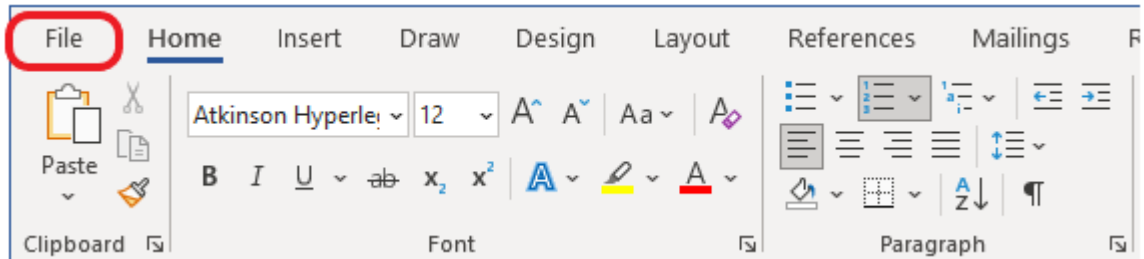 File Home Insert Draw Design Layout References Mailings
Atkinson Hyperle 12 A A Aa A
Paste
B I U ab x2 x2 A A
A Z ¶
Clipboard Font Paragraph